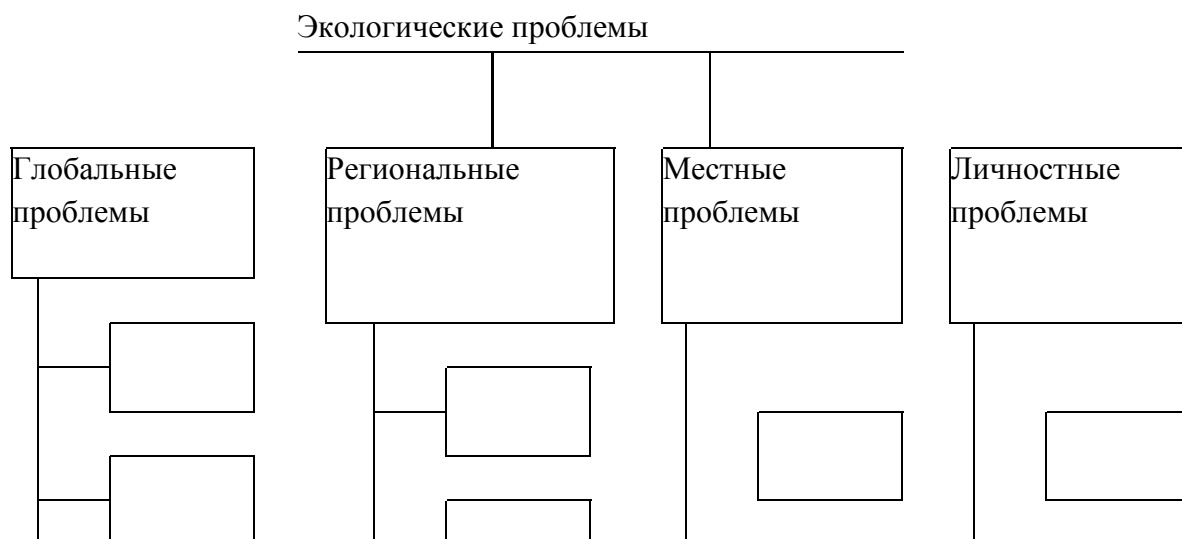 Экологические проблемы
Глобальные
проблемы
Региональные
проблемы
Местные
проблемы
Личностные
проблемы